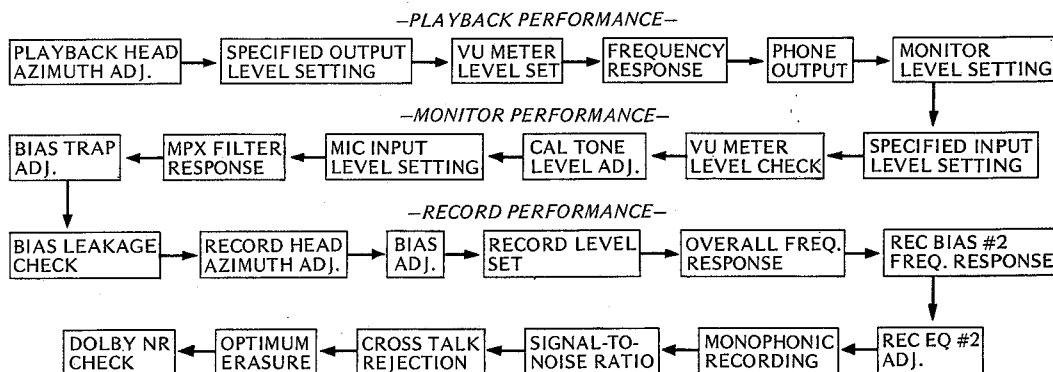 —PLAYBACK PERFORMANCE—
PLAYBACK HEAD
AZIMUTH ADJ.
SPECIFIED OUTPUT
LEVEL SETTING
VU METER
LEVEL SET
FREQUENCY
RESPONSE
PHONE
OUTPUT
MONITOR
LEVEL SETTING
—MONITOR PERFORMANCE—
SPECIFIED INPUT
LEVEL SETTING
VU METER
LEVEL CHECK
CAL TONE
LEVEL ADJ.
MIC INPUT
LEVEL SETTING
MPX FILTER
RESPONSE
BIAS TRAP
ADJ.
—RECORD PERFORMANCE—
BIAS LEAKAGE
CHECK
RECORD HEAD
AZIMUTH ADJ.
BIAS
ADJ.
RECORD LEVEL
SET
OVERALL FREQ.
RESPONSE
REC BIAS #2
FREQ. RESPONSE
REC EQ #2
ADJ.
MONOPHONIC
RECORDING
SIGNAL-TO-
NOISE RATIO
CROSS TALK
REJECTION
OPTIMUM
ERASURE
DOLBY NR
CHECK